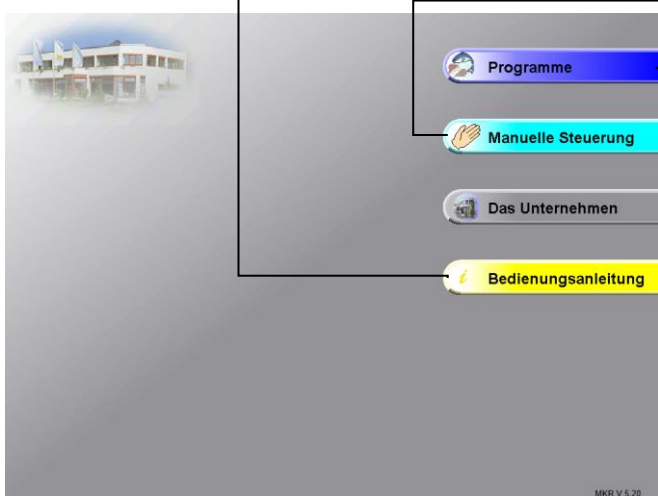 Programme
Manuelle Steuerung
Das Unternehmen
Bedienungsanleitung
MKR V 5.20